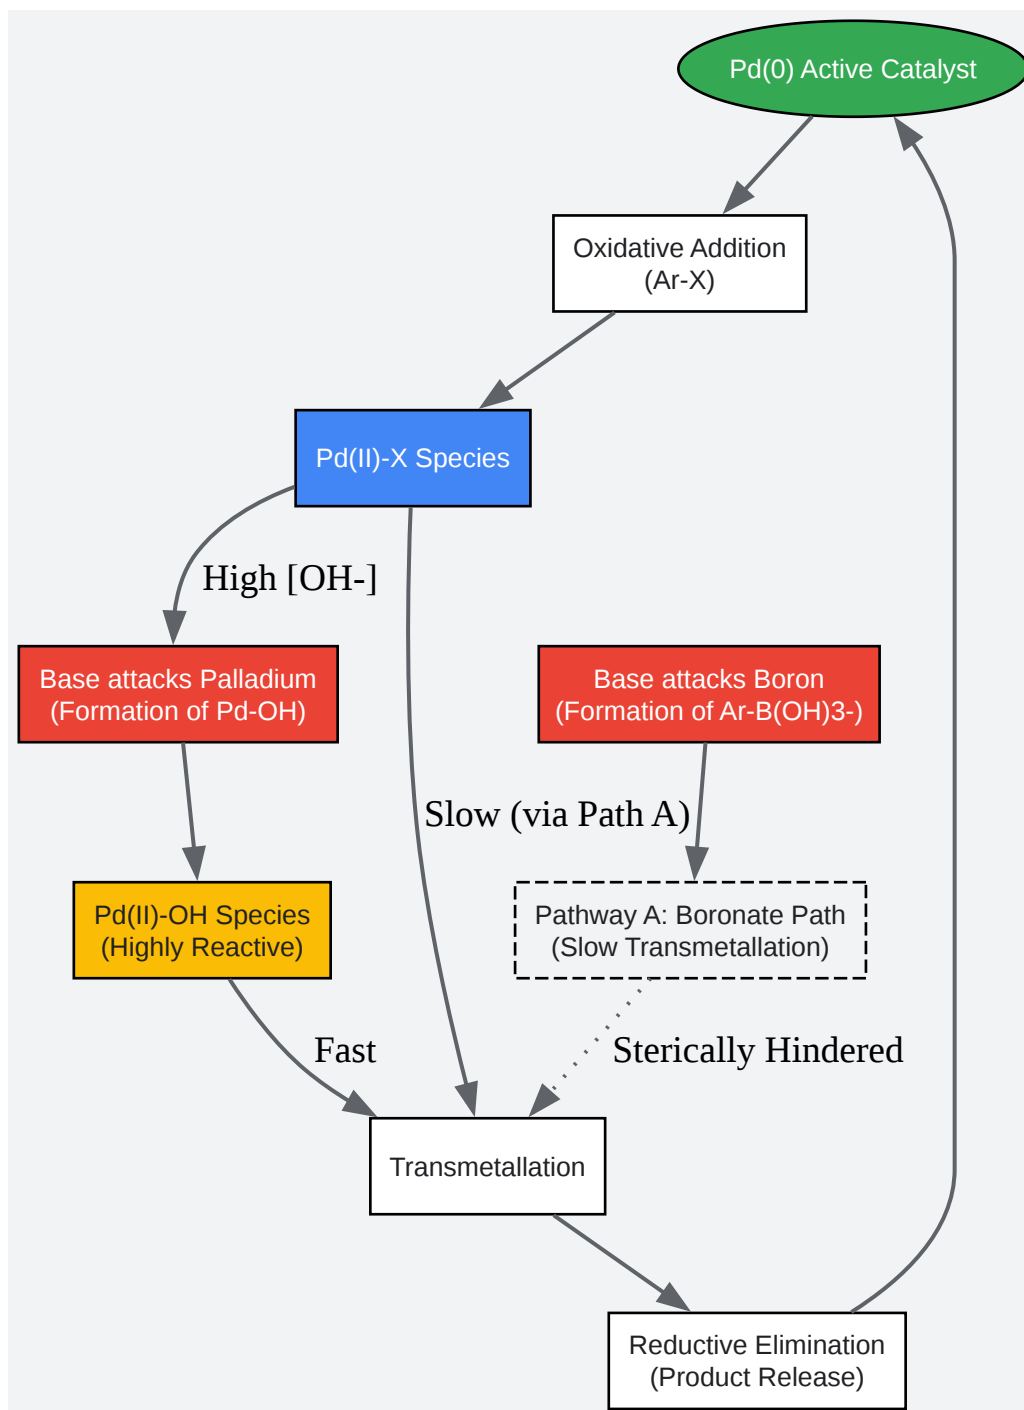 Pd(0) Active Catalyst
Oxidative Addition
(Ar-X)
Pd(II)-X Species
High [OH-]
Base attacks Palladium
(Formation of Pd-OH)
Base attacks Boron
(Formation of Ar-B(OH)3-)
Slow (via Path A)
Pd(II)-OH Species
(Highly Reactive)
Pathway A: Boronate Path
(Slow Transmetallation)
Fast
Sterically Hindered
Transmetallation
Reductive Elimination
(Product Release)